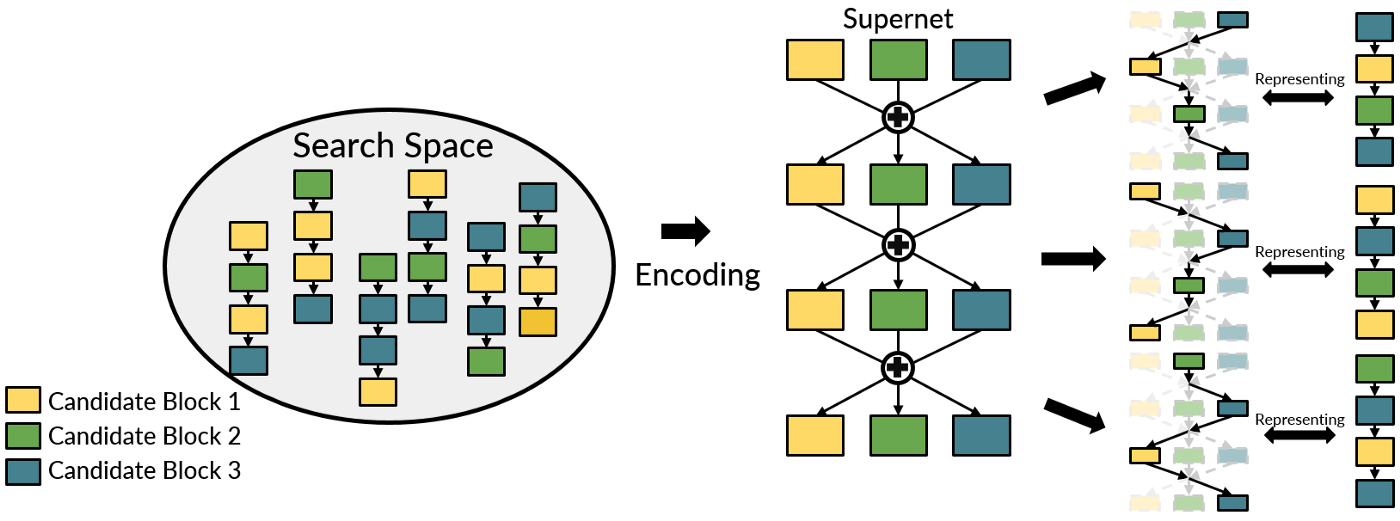 Supernet
Search Space
Encoding
Candidate Block 1
Candidate Block 2
Candidate Block 3
Representing
Representing
Representing